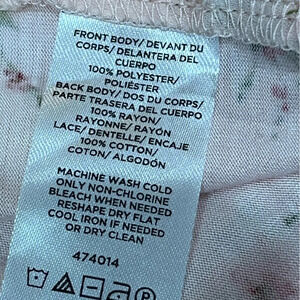 FRONT BODY/ DEVANT DU
CORPS/ DELANTERA DEL
CUERPO
100% POLYESTER/
POLIÉSTER
BACK BODY/ DOS DU CORPS/
PARTE TRASERA DEL CUERPO
100% RAYON/
RAYONNE/ RAYÓN
LACE/ DENTELLE/ ENCAJE
100% COTTON/
COTON/ ALGODÓN
MACHINE WASH COLD
ONLY NON-CHLORINE
BLEACH WHEN NEEDED
RESHAPE DRY FLAT
COOL IRON IF NEEDED
OR DRY CLEAN
474014